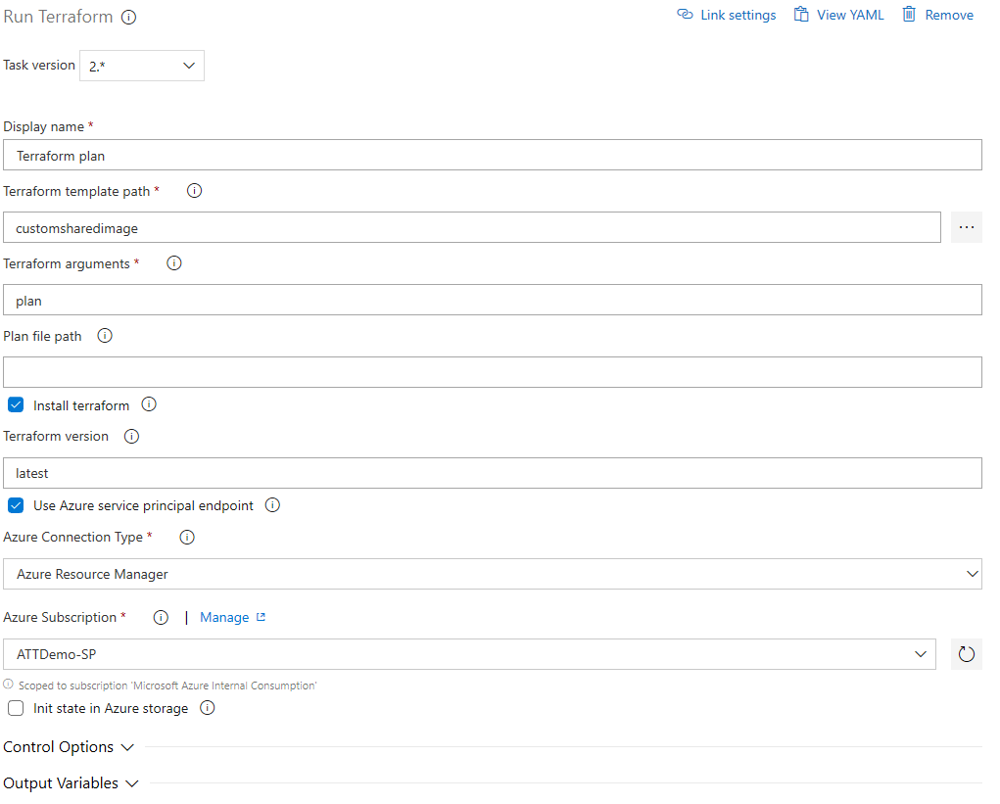 Run Terraform
Link settings
View YAML
Remove
Task version 2.*
Display name *
Terraform plan
Terraform template path *
customsharedimage
...
Terraform arguments *
plan
Plan file path
Install terraform
Terraform version
latest
Use Azure service principal endpoint
Azure Connection Type *
Azure Resource Manager
Azure Subscription * | Manage
ATTDemo-SP
Scoped to subscription 'Microsoft Azure Internal Consumption'
Init state in Azure storage
Control Options
Output Variables